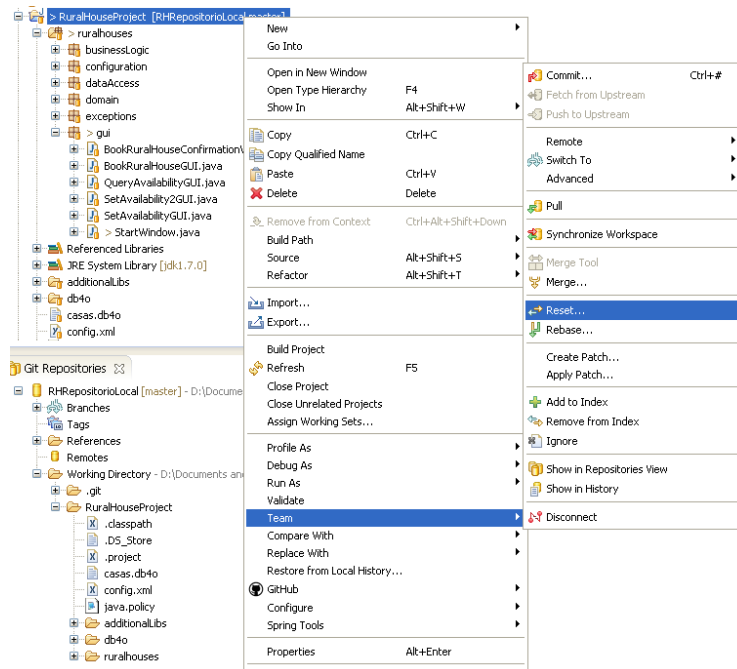 > RuralHouseProject [RHRepositorioLocal master]
> ruralhouses
businessLogic
configuration
dataAccess
domain
exceptions
> gui
BookRuralHouseConfirmationW
BookRuralHouseGUI.java
QueryAvailabilityGUI.java
SetAvailability2GUI.java
SetAvailabilityGUI.java
> StartWindow.java
Referenced Libraries
JRE System Library [jdk1.7.0]
additionalLibs
db4o
casas.db4o
config.xml
Git Repositories
RHRepositorioLocal [master] - D:\Docume
Branches
Tags
References
Remotes
Working Directory - D:\Documents and
.git
RuralHouseProject
.classpath
.DS_Store
.project
casas.db4o
config.xml
java.policy
additionalLibs
db4o
ruralhouses
New
Go Into
Open in New Window
Open Type Hierarchy F4
Show In Alt+Shift+W
Copy Ctrl+C
Copy Qualified Name
Paste Ctrl+V
Delete Delete
Remove from Context Ctrl+Alt+Shift+Down
Build Path
Source Alt+Shift+S
Refactor Alt+Shift+T
Import...
Export...
Build Project
Refresh F5
Close Project
Close Unrelated Projects
Assign Working Sets...
Profile As
Debug As
Run As
Validate
Team
Compare With
Replace With
Restore from Local History...
GitHub
Configure
Spring Tools
Properties Alt+Enter
Commit... Ctrl+#
Fetch from Upstream
Push to Upstream
Remote
Switch To
Advanced
Pull
Synchronize Workspace
Merge Tool
Merge...
Reset...
Rebase...
Create Patch...
Apply Patch...
Add to Index
Remove from Index
Ignore
Show in Repositories View
Show in History
Disconnect